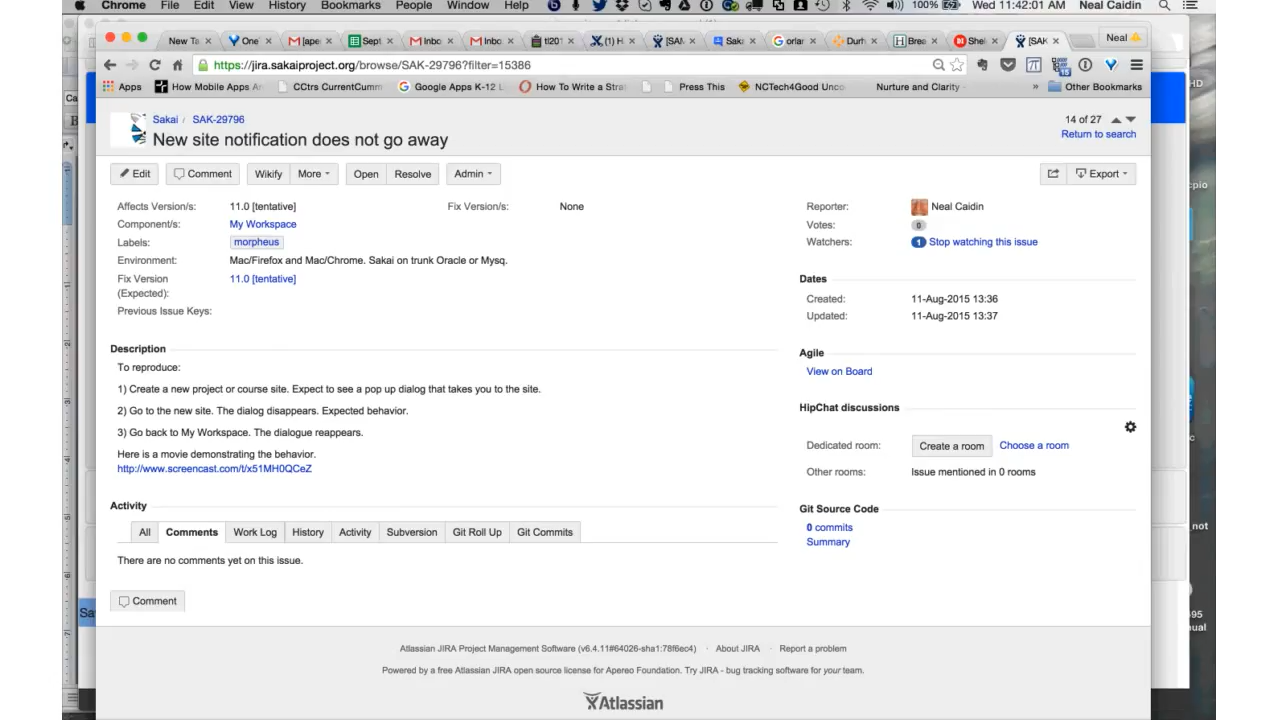 Chrome File Edit View History Bookmarks People Window Help 100% Wed 11:42:01 AM Neal Caidin
New Ta One Sept Inbo Inbo Saka orlar Durh Bree Shel [SAK Neal
https://jira.sakaiproject.org/browse/SAK-29796?filter=15386
Apps How Mobile Apps CCtrs CurrentCumm Google Apps K-12 How To Write a Stra Press This NCTech4Good Unco Nurture and Clarity » Other Bookmarks
Sakai / SAK-29796
New site notification does not go away
14 of 27
Return to search
Edit Comment Wikify More Open Resolve Admin Export
Affects Version/s: 11.0 [tentative] Fix Version/s: None
Component/s: My Workspace
Labels: morpheus
Environment: Mac/Firefox and Mac/Chrome. Sakai on trunk Oracle or Mysq.
Fix Version (Expected): 11.0 [tentative]
Previous Issue Keys:
Description
To reproduce:
1) Create a new project or course site. Expect to see a pop up dialog that takes you to the site.
2) Go to the new site. The dialog disappears. Expected behavior.
3) Go back to My Workspace. The dialogue reappears.
Here is a movie demonstrating the behavior.
http://www.screencast.com/t/x51MH0QCeZ
Activity
All Comments Work Log History Activity Subversion Git Roll Up Git Commits
There are no comments yet on this issue.
Comment
Reporter: Neal Caidin
Votes: 0
Watchers: 1 Stop watching this issue
Dates
Created: 11-Aug-2015 13:36
Updated: 11-Aug-2015 13:37
Agile
View on Board
HipChat discussions
Dedicated room: Create a room Choose a room
Other rooms: Issue mentioned in 0 rooms
Git Source Code
0 commits
Summary
Atlassian JIRA Project Management Software (v6.4.11#64026-sha1:78f6ec4) · About JIRA · Report a problem
Powered by a free Atlassian JIRA open source license for Apereo Foundation. Try JIRA - bug tracking software for your team.
Atlassian